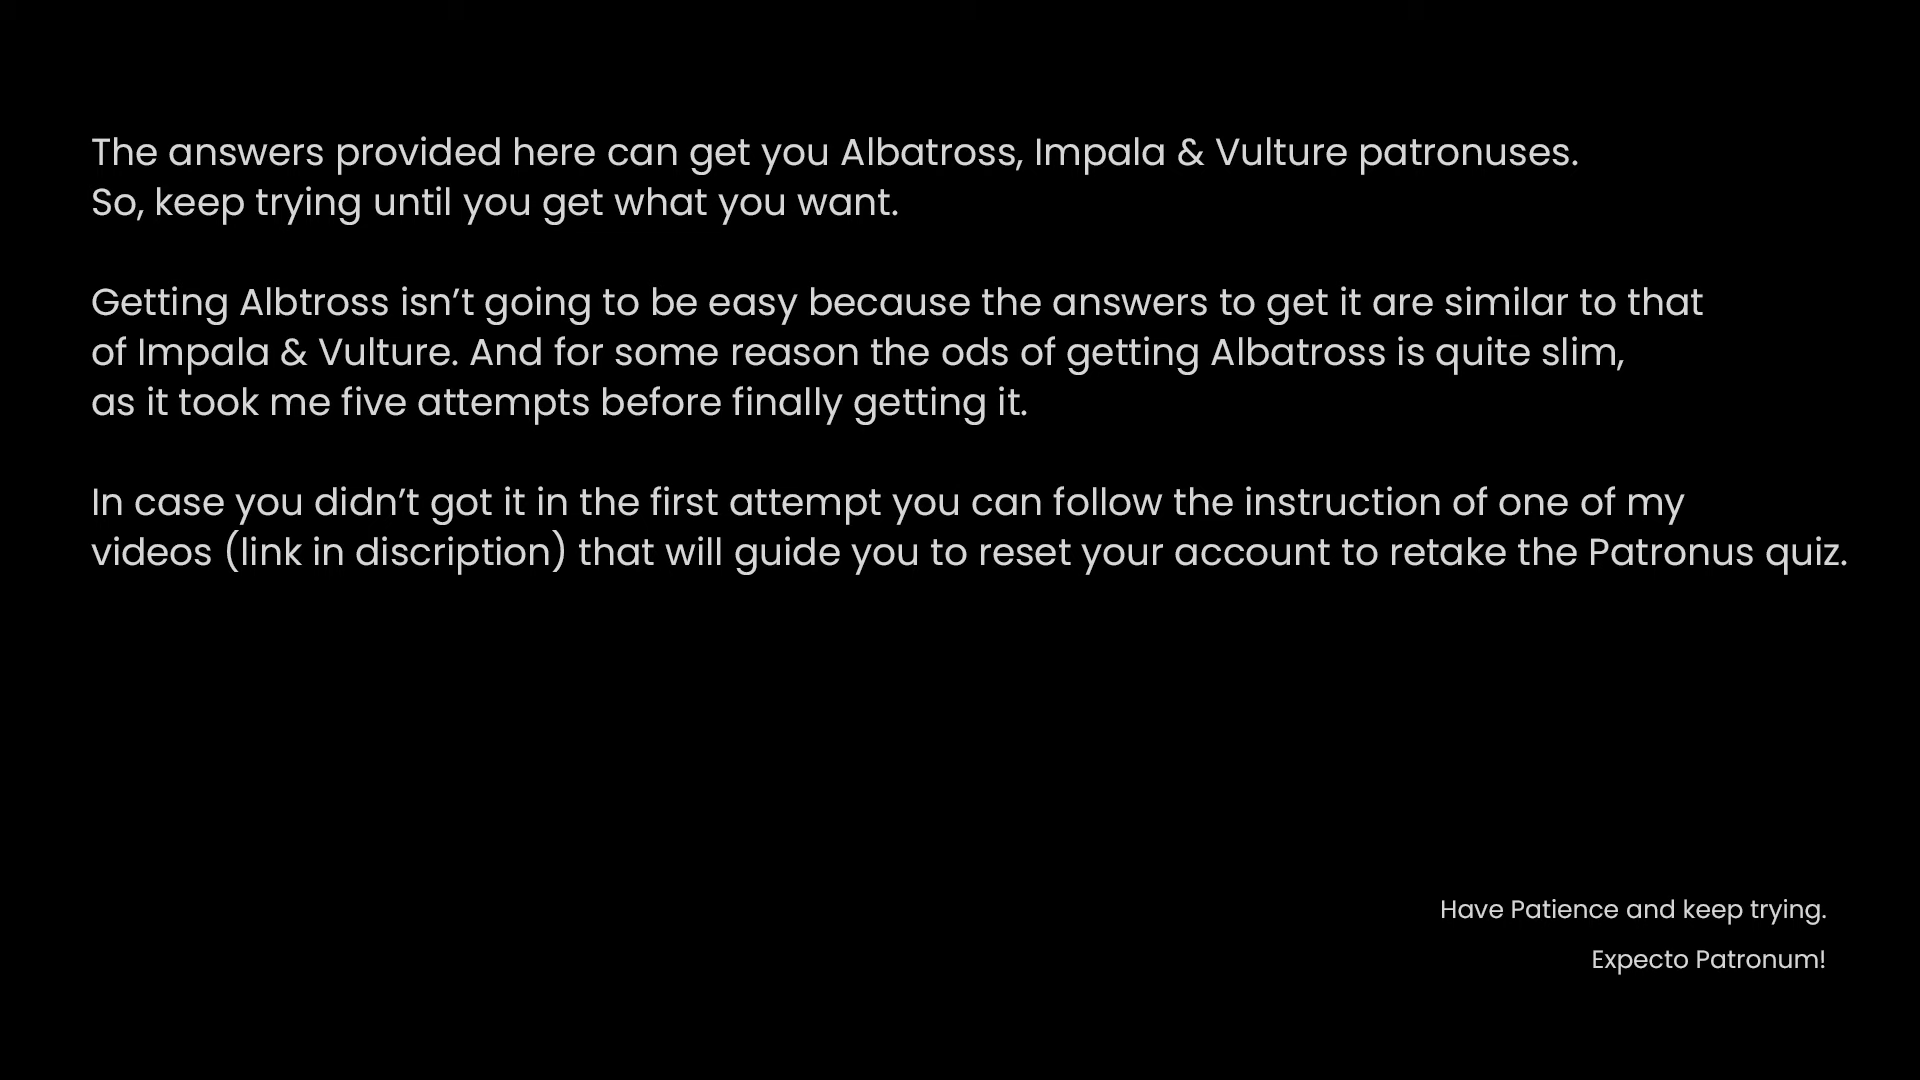 The answers provided here can get you Albatross, Impala & Vulture patronuses.
So, keep trying until you get what you want.
Getting Albtross isn’t going to be easy because the answers to get it are similar to that
of Impala & Vulture. And for some reason the ods of getting Albatross is quite slim,
as it took me five attempts before finally getting it.
In case you didn’t got it in the first attempt you can follow the instruction of one of my
videos (link in discription) that will guide you to reset your account to retake the Patronus quiz.
Have Patience and keep trying.
Expecto Patronum!